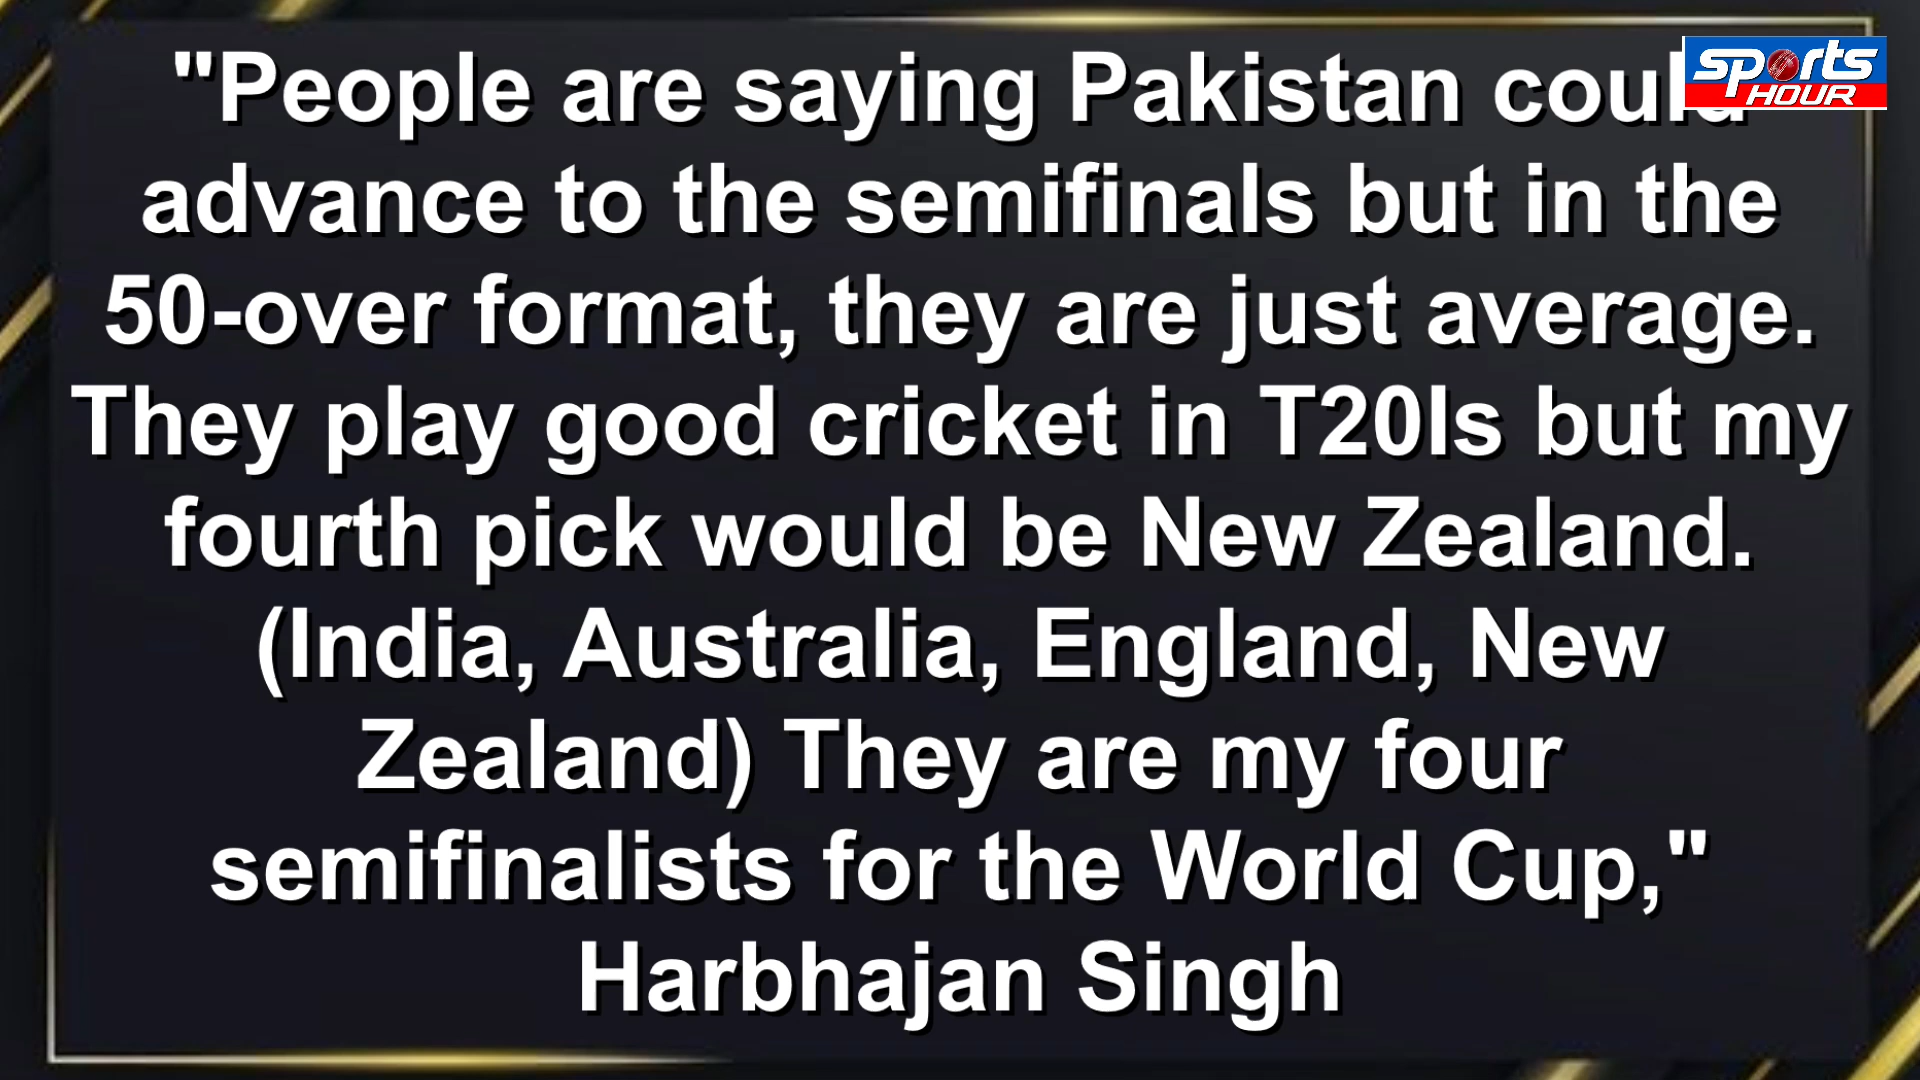 "People are saying Pakistan could
advance to the semifinals but in the
50-over format, they are just average.
They play good cricket in T20Is but my
fourth pick would be New Zealand.
(India, Australia, England, New
Zealand) They are my four
semifinalists for the World Cup,"
Harbhajan Singh
sports
HOUR